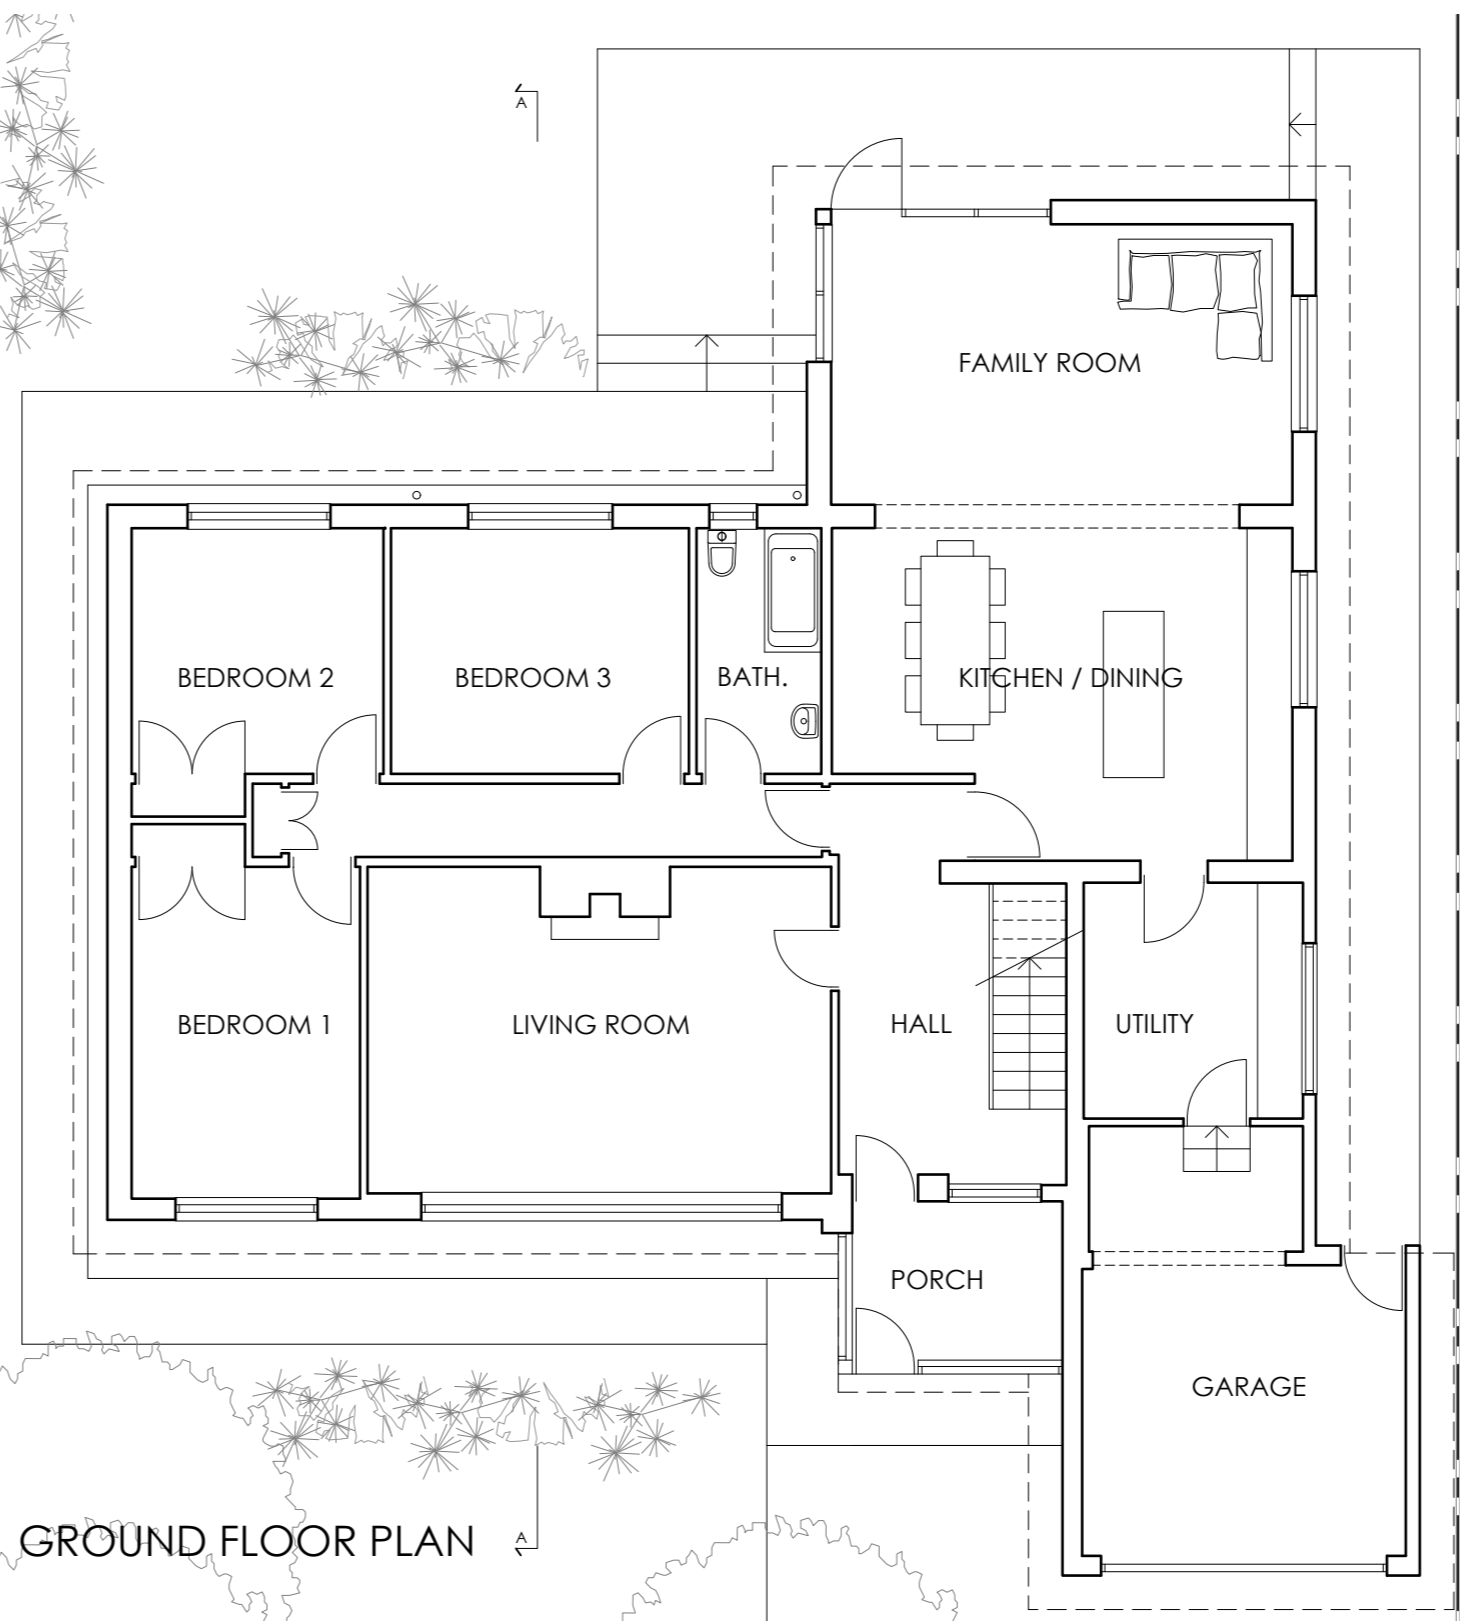 A
FAMILY ROOM
BEDROOM 2
BEDROOM 3
BATH.
KITCHEN / DINING
BEDROOM 1
LIVING ROOM
HALL
UTILITY
PORCH
GARAGE
GROUND FLOOR PLAN
A